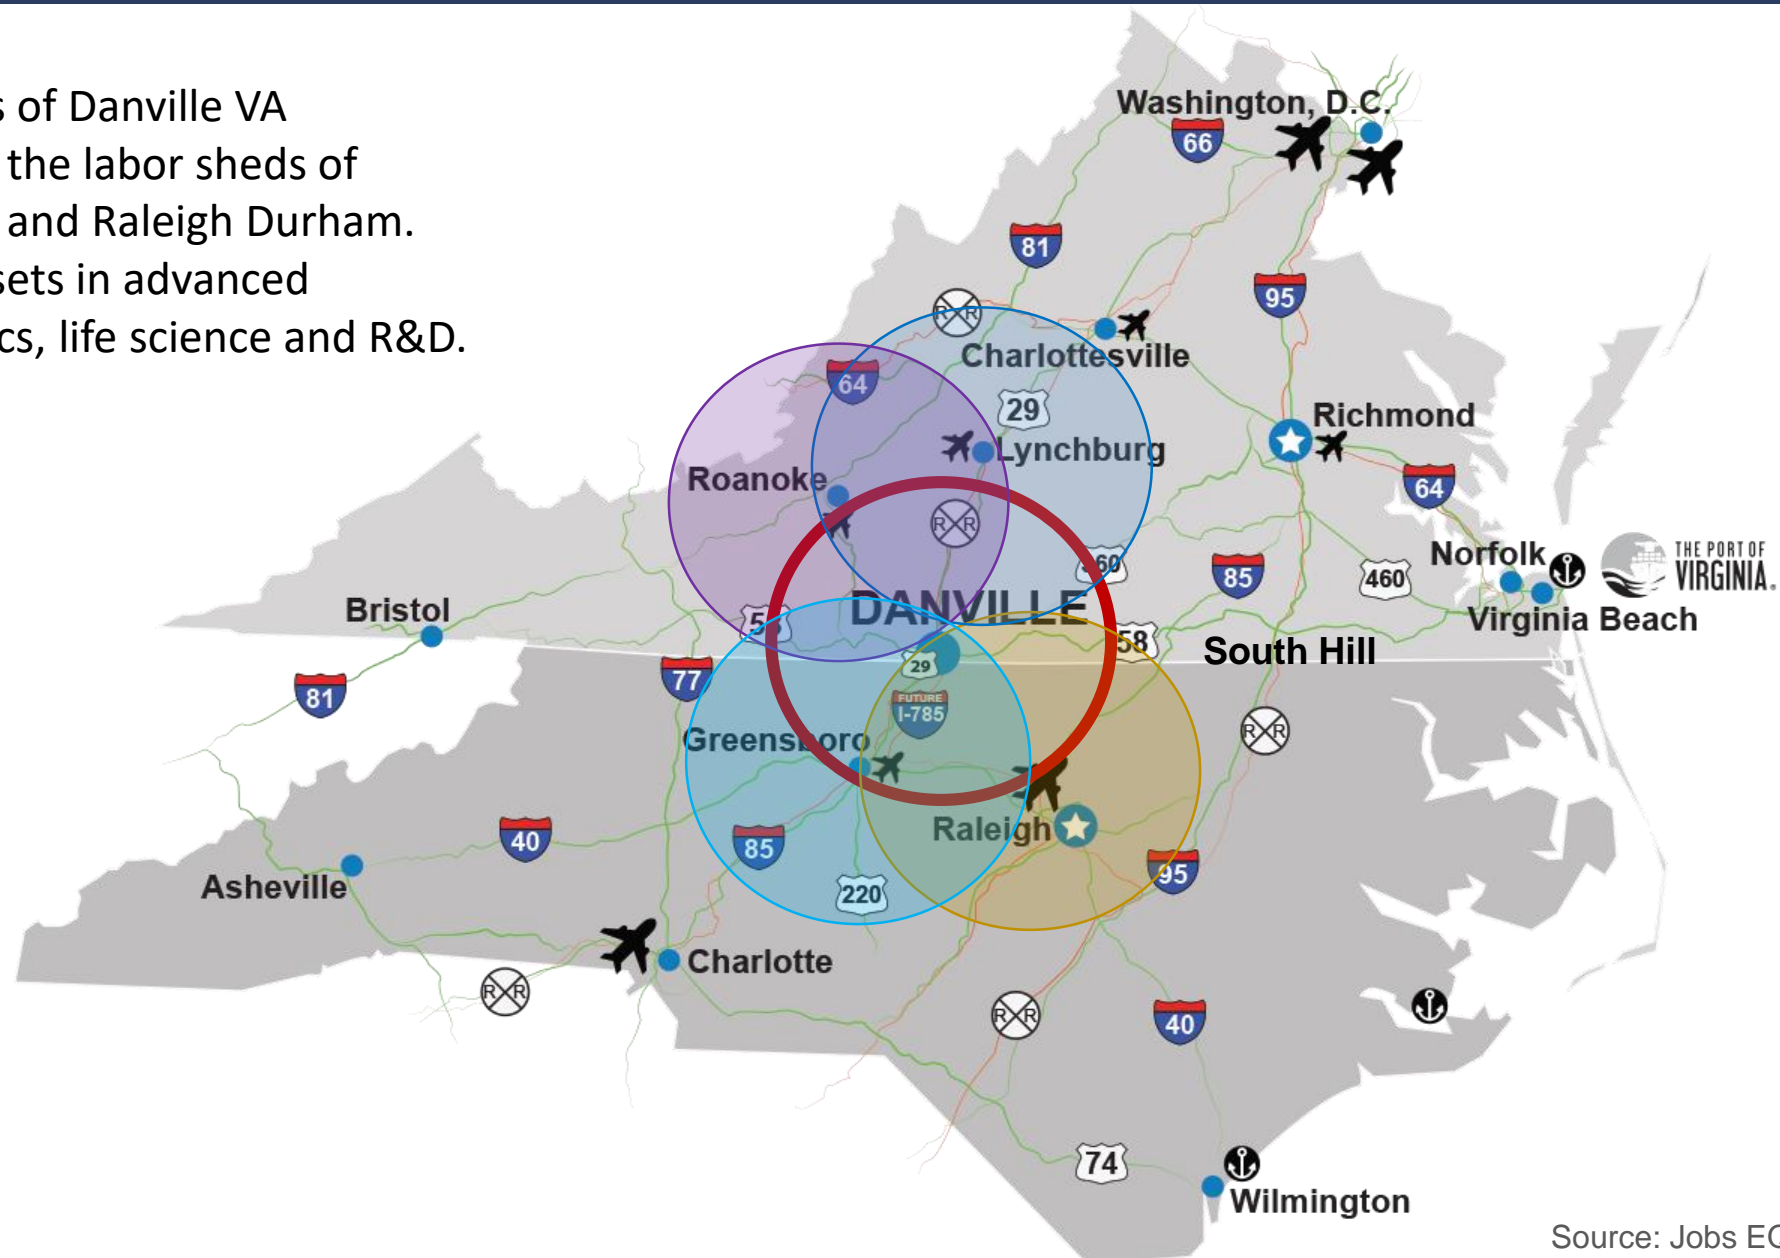 s of Danville VA
the labor sheds of
and Raleigh Durham.
sets in advanced
cs, life science and R&D.
Washington, D.C.
66
81
95
R R
Charlottesville
64
29
Richmond
Lynchburg
Roanoke
64
R R
Norfolk
THE PORT OF
VIRGINIA.
85
460
DANVILLE
Bristol
Virginia Beach
58
South Hill
29
77
81
FUTURE
I-785
Greensboro
R R
40
85
Raleigh
95
Asheville
220
Charlotte
R R
R R
40
74
Wilmington
Source: Jobs EQ